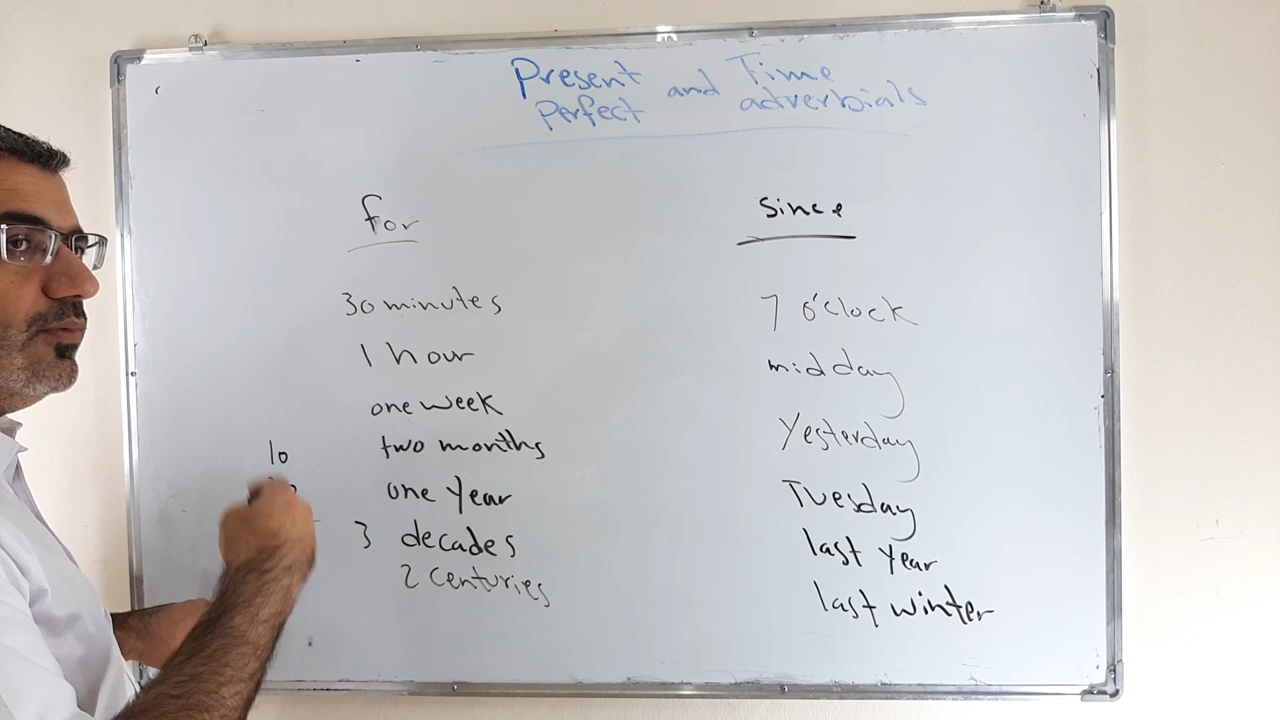 Present and Time
perfect adverbials
for
since
30 minutes
1 hour
one week
two months
one year
3 decades
2 centuries
10
7 o'clock
midday
Yesterday
Tuesday
last year
last winter